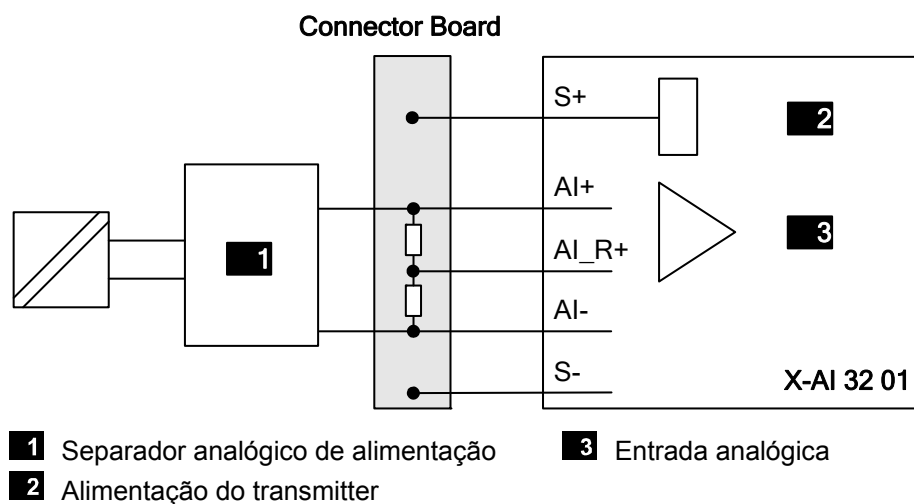 Connector Board
S+
2
AI+
3
1
AI_R+
AI-
S-
X-AI 32 01
1 Separador analógico de alimentação
3 Entrada analógica
2 Alimentação do transmitter